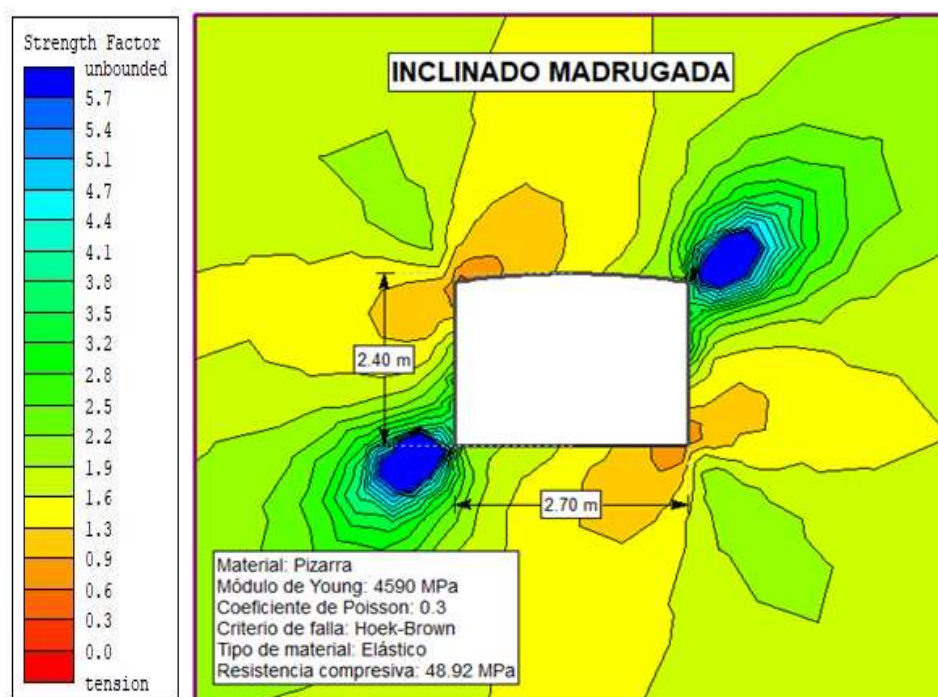 Strength Factor
unbounded
5.7
5.4
5.1
4.7
4.4
4.1
3.8
3.5
3.2
2.8
2.5
2.2
1.9
1.6
1.3
0.9
0.6
0.3
0.0
tension
INCLINADO MADRUGADA
2.40 m
2.70 m
Material: Pizarra
Módulo de Young: 4590 MPa
Coeficiente de Poisson: 0.3
Criterio de falla: Hoek-Brown
Tipo de material: Elástico
Resistencia compresiva: 48.92 MPa